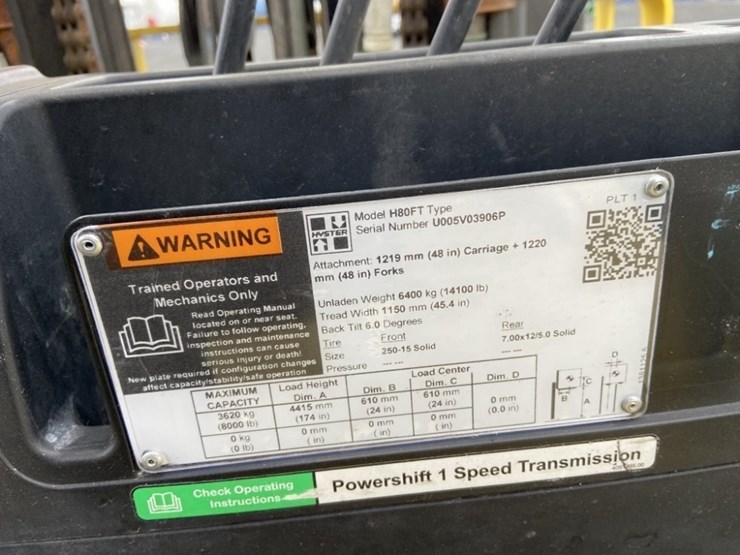 WARNING
Trained Operators and
Mechanics Only
Read Operating Manual
located on or near seat.
Failure to follow operating,
inspection and maintenance
instructions can cause
serious injury or death!
New plate required if configuration changes
affect capacity/stability/safe operation
HYSTER
Model H80FT Type
Serial Number U005V03906P
PLT 1
Attachment: 1219 mm (48 in) Carriage + 1220
mm (48 in) Forks
Unladen Weight 6400 kg (14100 lb)
Tread Width 1150 mm (45.4 in)
Back Tilt 6.0 Degrees
Tire Front Rear
Size 250-15 Solid 7.00x12/5.0 Solid
Pressure --- --- --- ---
MAXIMUM CAPACITY Load Height Dim. A Load Center
Dim. B Dim. C Dim. D
3620 kg 4415 mm 610 mm 610 mm 0 mm
(8000 lb) (174 in) (24 in) (24 in) (0.0 in)
0 kg 0 mm 0 mm 0 mm
(0 lb) ( in) ( in) ( in)
D
C
B A
Check Operating
Instructions
Powershift 1 Speed Transmission